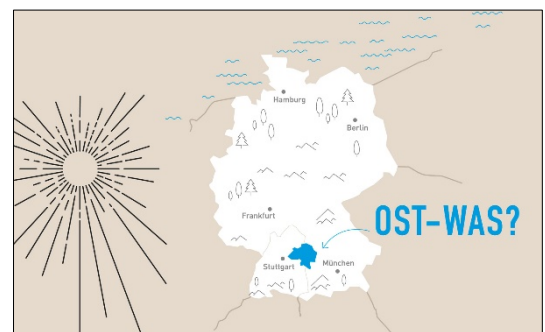 Hamburg
Berlin
Frankfurt
OST-WAS?
Stuttgart
München